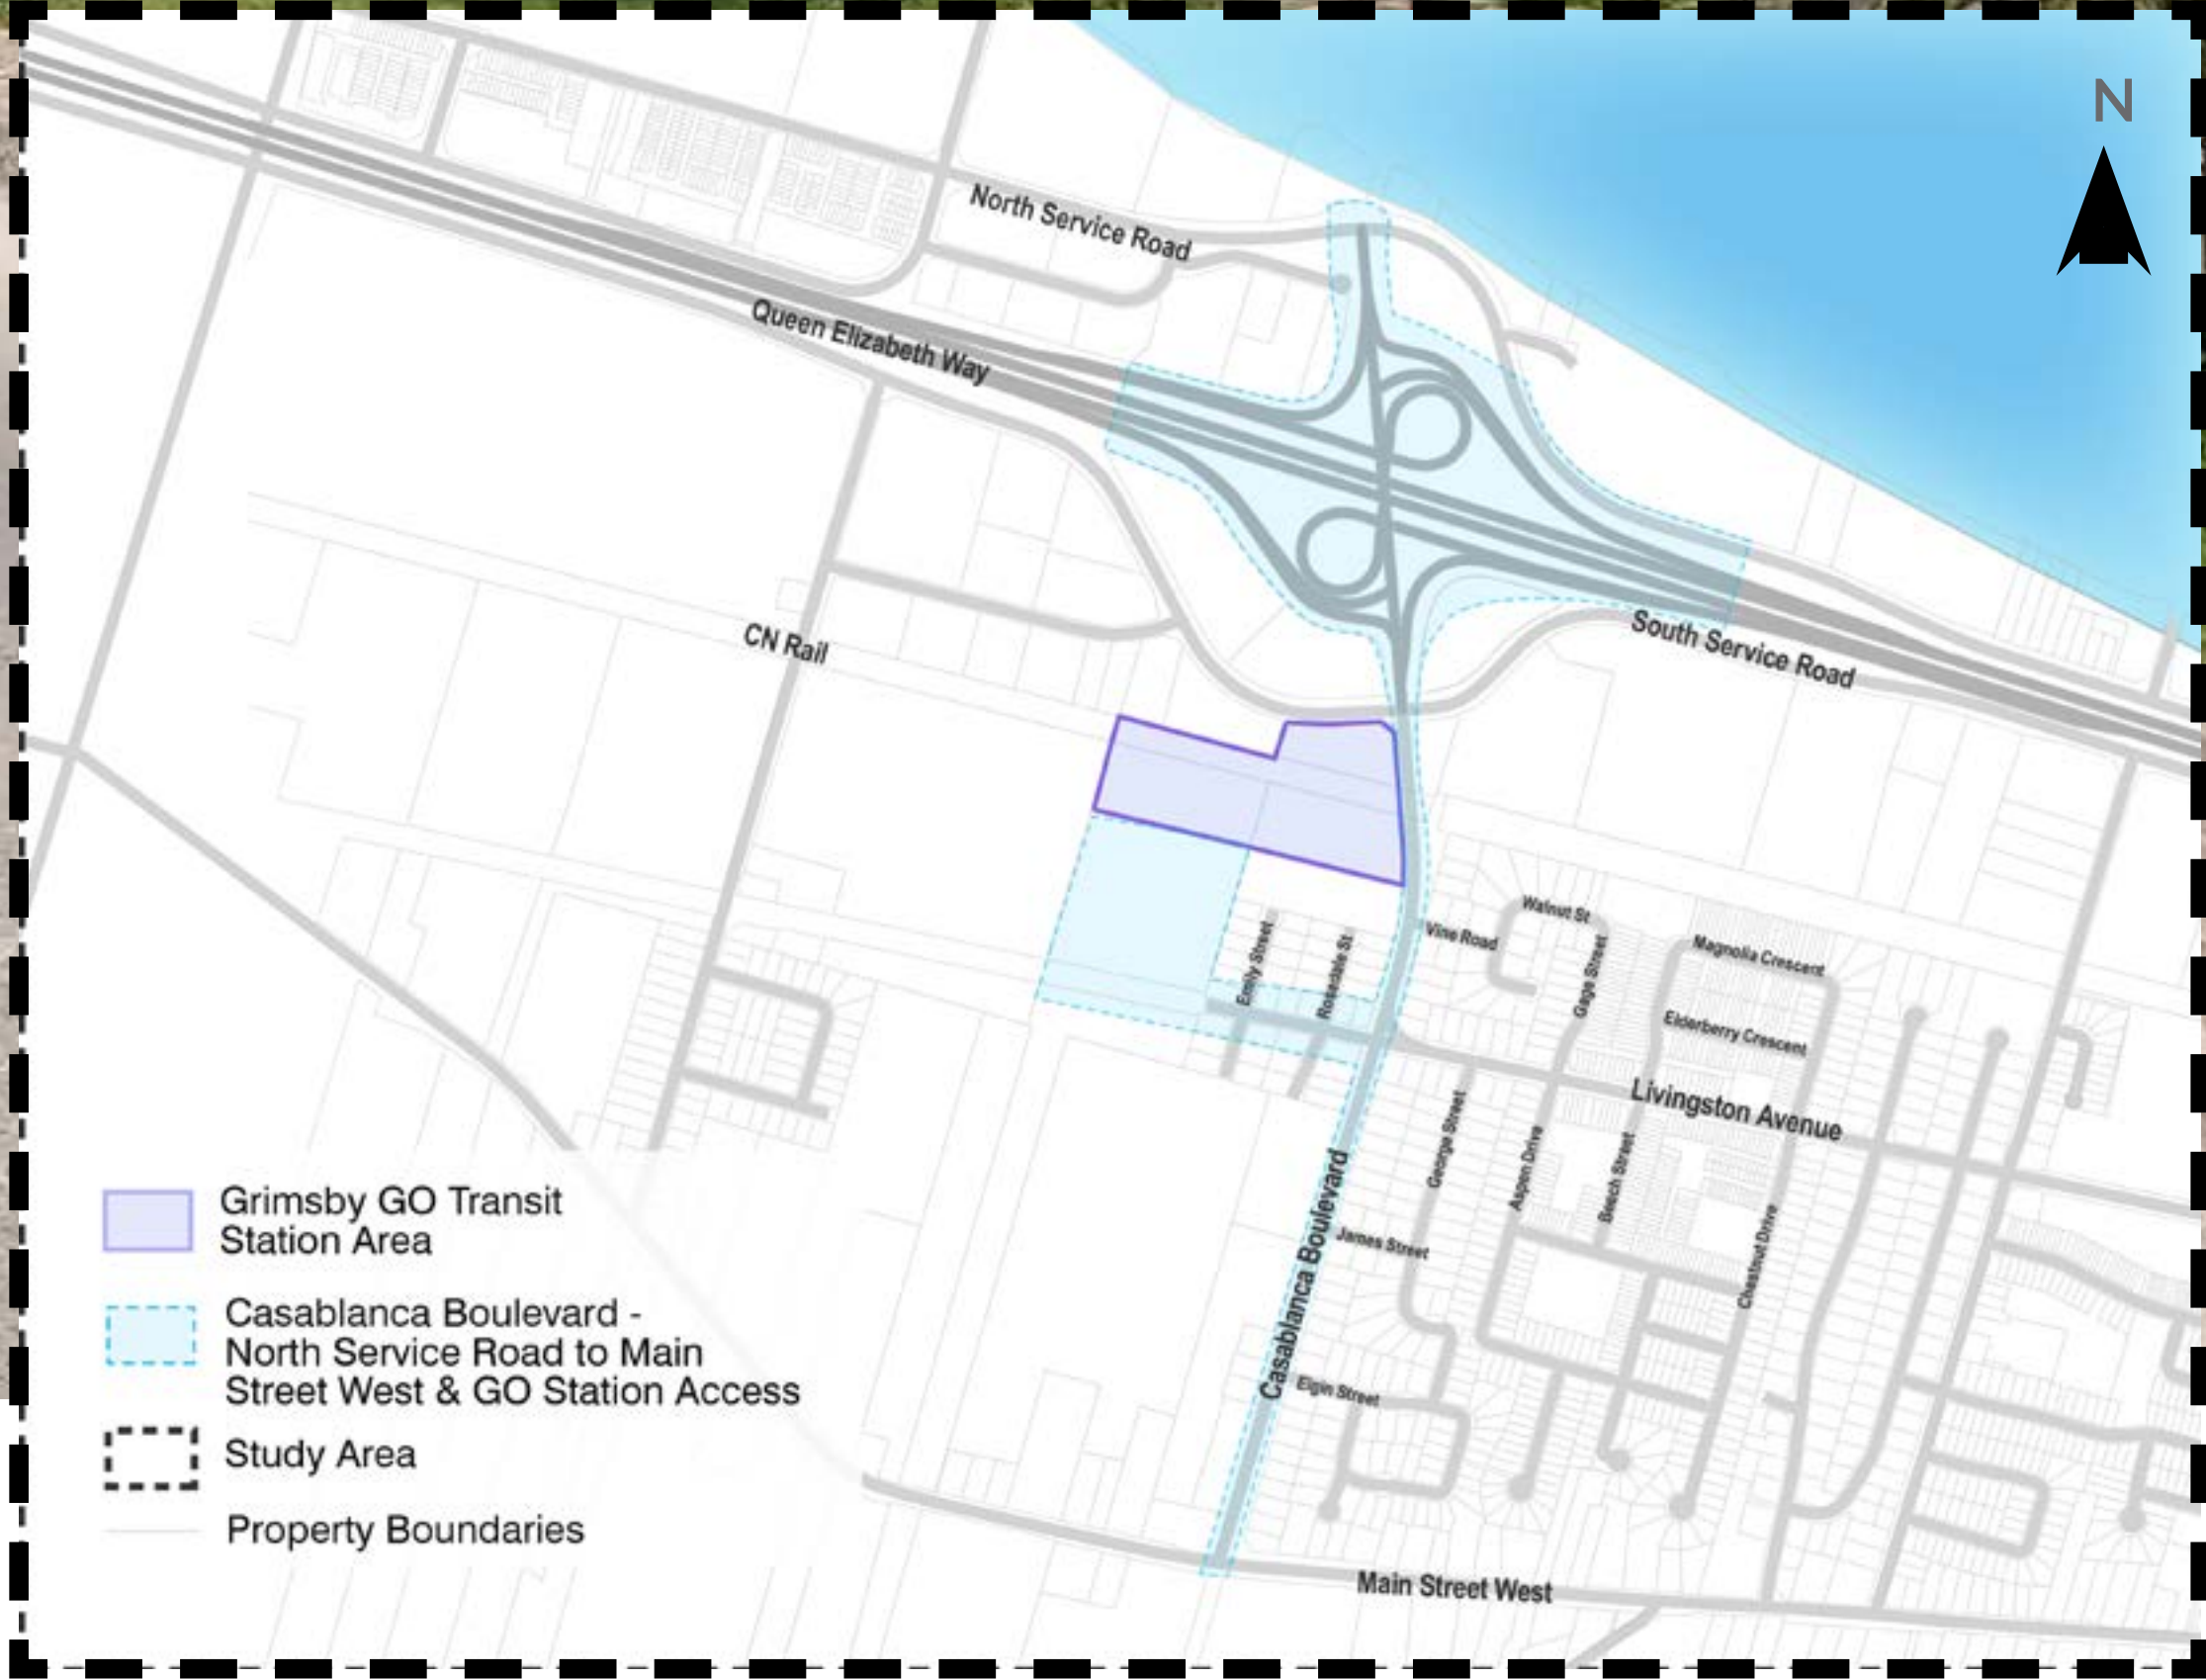 N
North Service Road
Queen Elizabeth Way
CN Rail
South Service Road
Walnut St
Vine Road
Magnolia Crescent
Emily Street
Rosedale St
Gage Street
Elderberry Crescent
Livingston Avenue
George Street
Aspen Drive
Beech Street
Chestnut Drive
Casablanca Boulevard
James Street
Elgin Street
Main Street West
Grimsby GO Transit
Station Area
Casablanca Boulevard -
North Service Road to Main
Street West & GO Station Access
Study Area
Property Boundaries